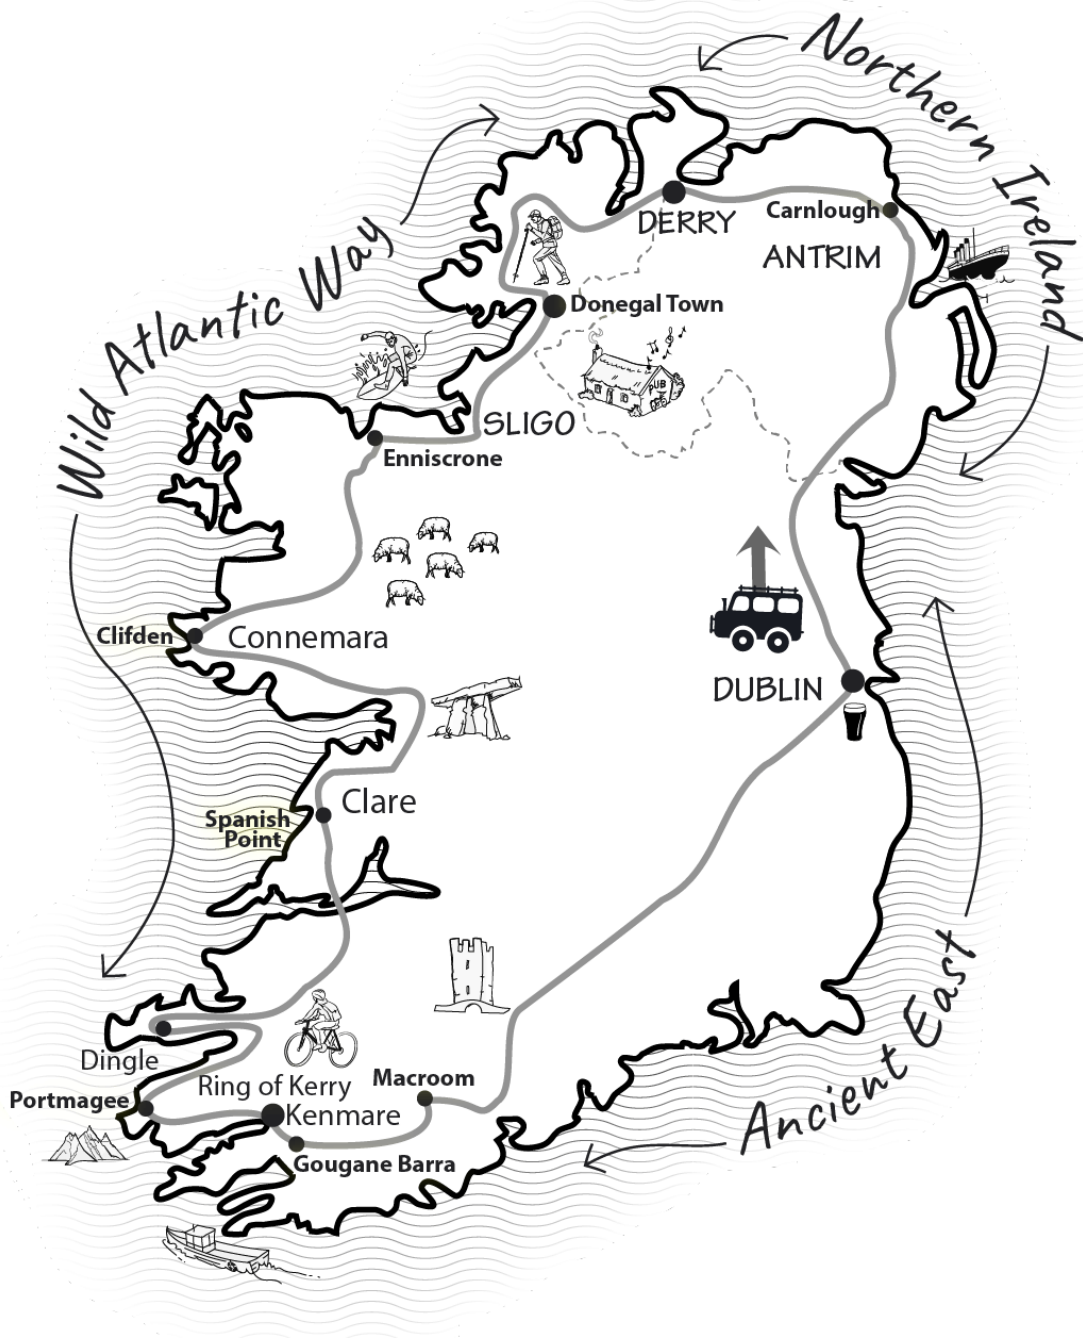 Northern Ireland
Wild Atlantic Way
DERRY
Carnlough
ANTRIM
Donegal Town
PUB
SLIGO
Enniscrone
Clifden
Connemara
DUBLIN
Clare
Spanish
Point
Ancient East
Dingle
Ring of Kerry
Macroom
Portmagee
Kenmare
Gougane Barra